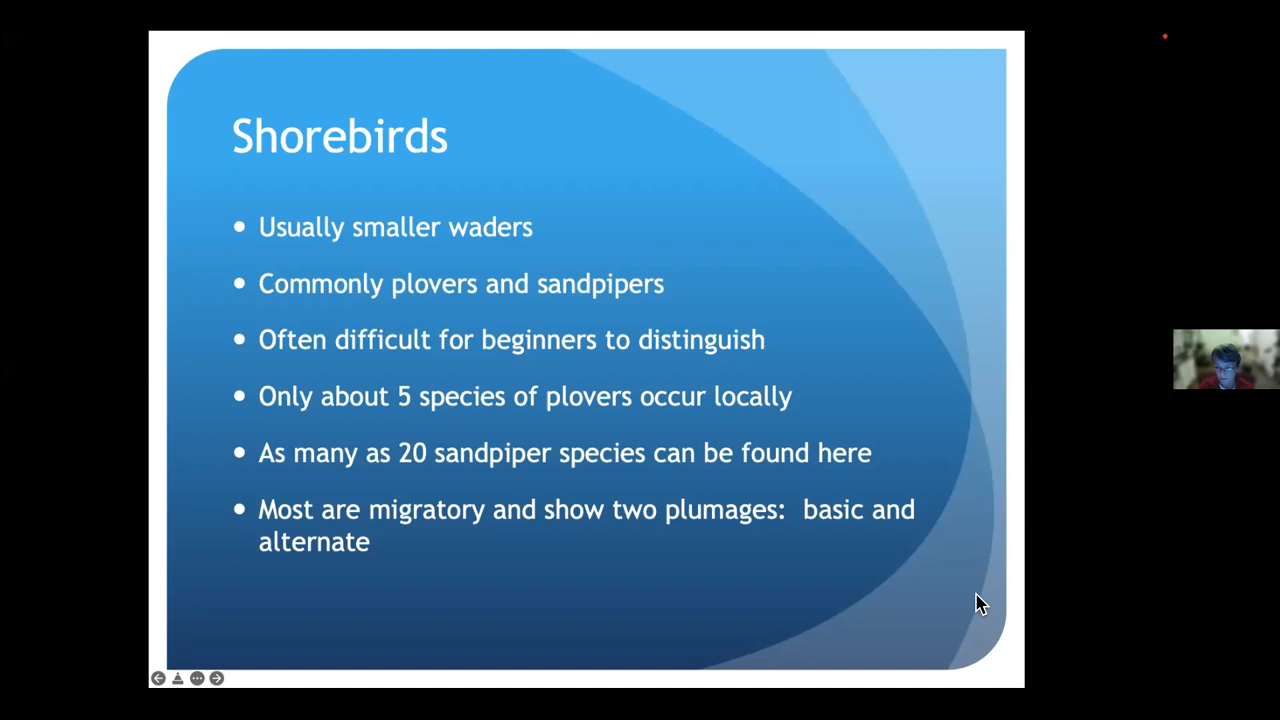 Shorebirds
• Usually smaller waders
• Commonly plovers and sandpipers
• Often difficult for beginners to distinguish
• Only about 5 species of plovers occur locally
• As many as 20 sandpiper species can be found here
• Most are migratory and show two plumages:  basic and
alternate